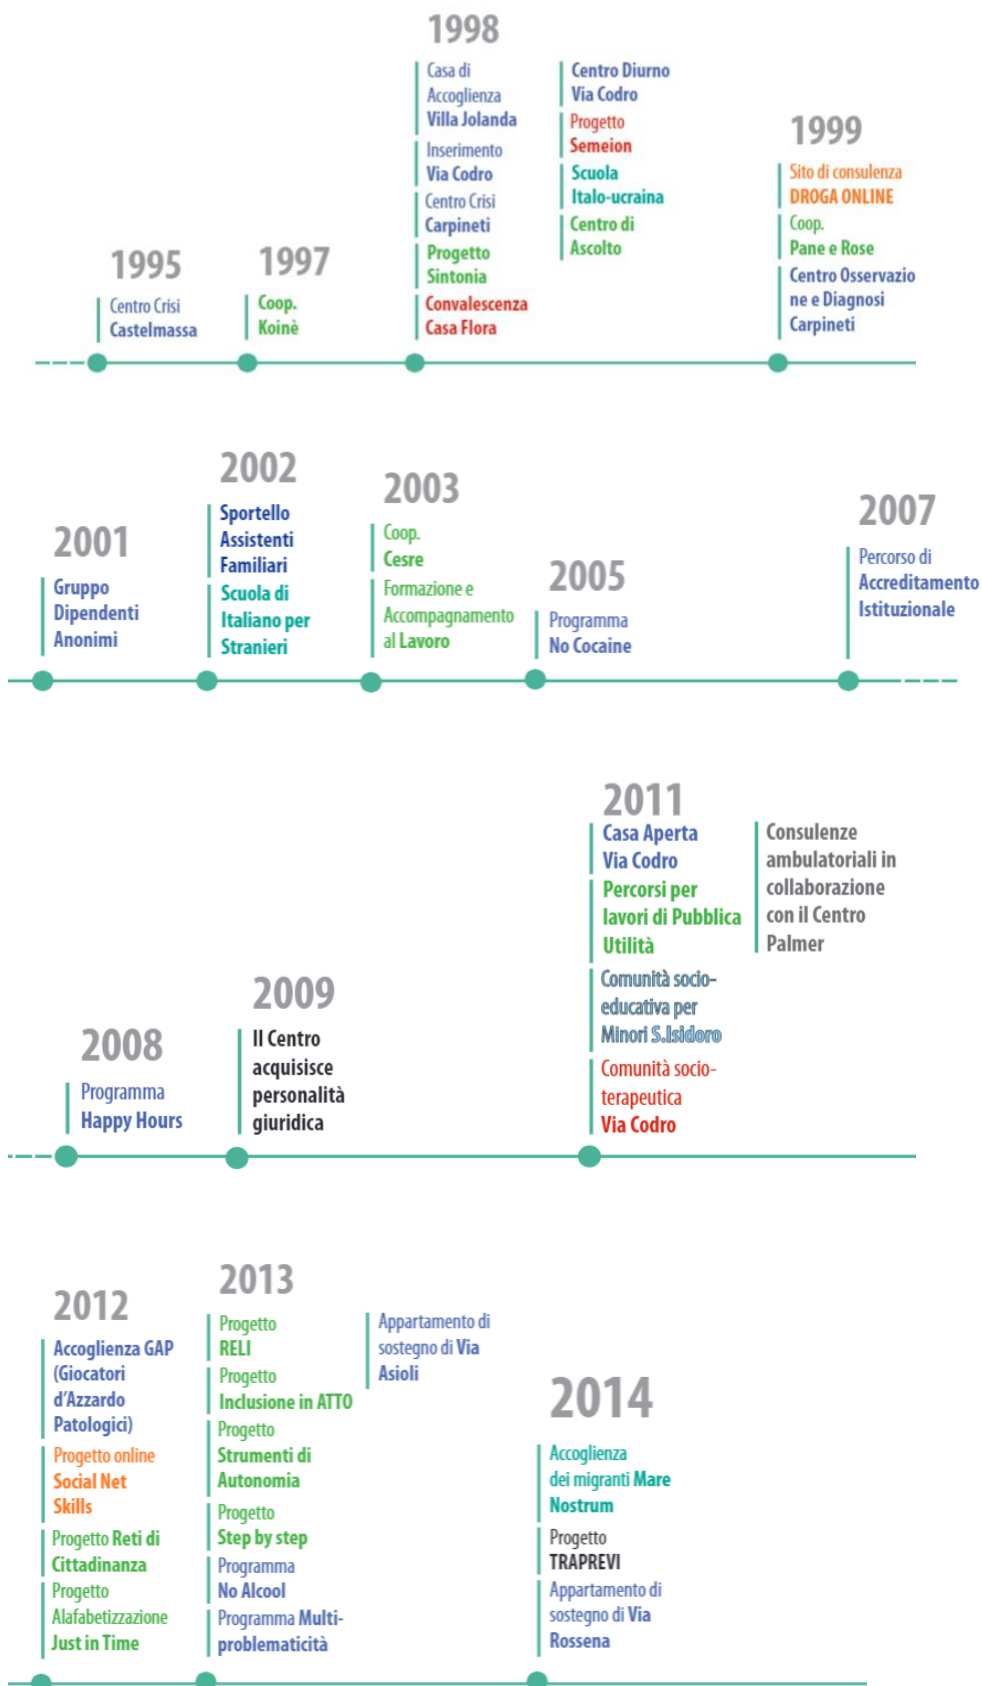 1995
Centro Crisi
Castelmassa
1997
Coop.
Koinè
1998
Casa di
Accoglienza
Villa Jolanda
Inserimento
Via Codro
Centro Crisi
Carpineti
Progetto
Sintonia
Convalescenza
Casa Flora
Centro Diurno
Via Codro
Progetto
Semeion
Scuola
Italo-ucraina
Centro di
Ascolto
1999
Sito di consulenza
DROGA ONLINE
Coop.
Pane e Rose
Centro Osservazio
ne e Diagnosi
Carpineti
2001
Gruppo
Dipendenti
Anonimi
2002
Sportello
Assistenti
Familiari
Scuola di
Italiano per
Stranieri
2003
Coop.
Cesre
Formazione e
Accompagnamento
al Lavoro
2005
Programma
No Cocaine
2007
Percorso di
Accreditamento
Istituzionale
2008
Programma
Happy Hours
2009
Il Centro
acquisisce
personalità
giuridica
2011
Casa Aperta
Via Codro
Percorsi per
lavori di Pubblica
Utilità
Comunità socio-
educativa per
Minori S.Isidoro
Comunità socio-
terapeutica
Via Codro
Consulenze
ambulatoriali in
collaborazione
con il Centro
Palmer
2012
Accoglienza GAP
(Giocatori
d'Azzardo
Patologici)
Progetto online
Social Net
Skills
Progetto Reti di
Cittadinanza
Progetto
Alafabetizzazione
Just in Time
2013
Progetto
RELI
Progetto
Inclusione in ATTO
Progetto
Strumenti di
Autonomia
Progetto
Step by step
Programma
No Alcool
Programma Multi-
problematicità
Appartamento di
sostegno di Via
Asioli
2014
Accoglienza
dei migranti Mare
Nostrum
Progetto
TRAPREVI
Appartamento di
sostegno di Via
Rossena